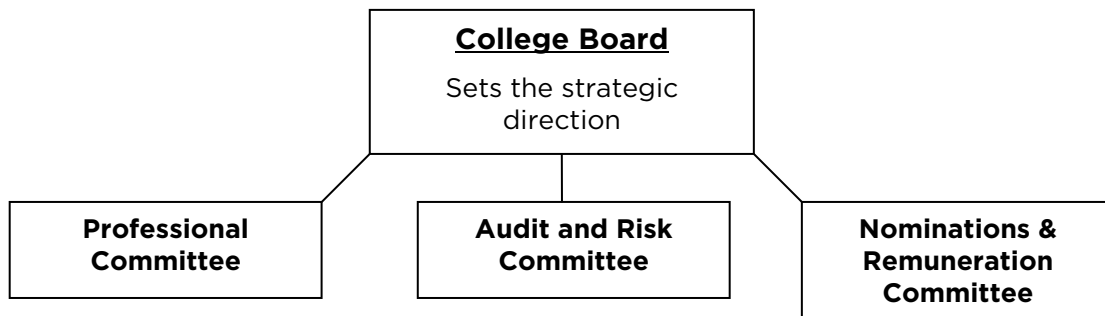 College Board
Sets the strategic
direction
Professional
Committee
Audit and Risk
Committee
Nominations &
Remuneration
Committee